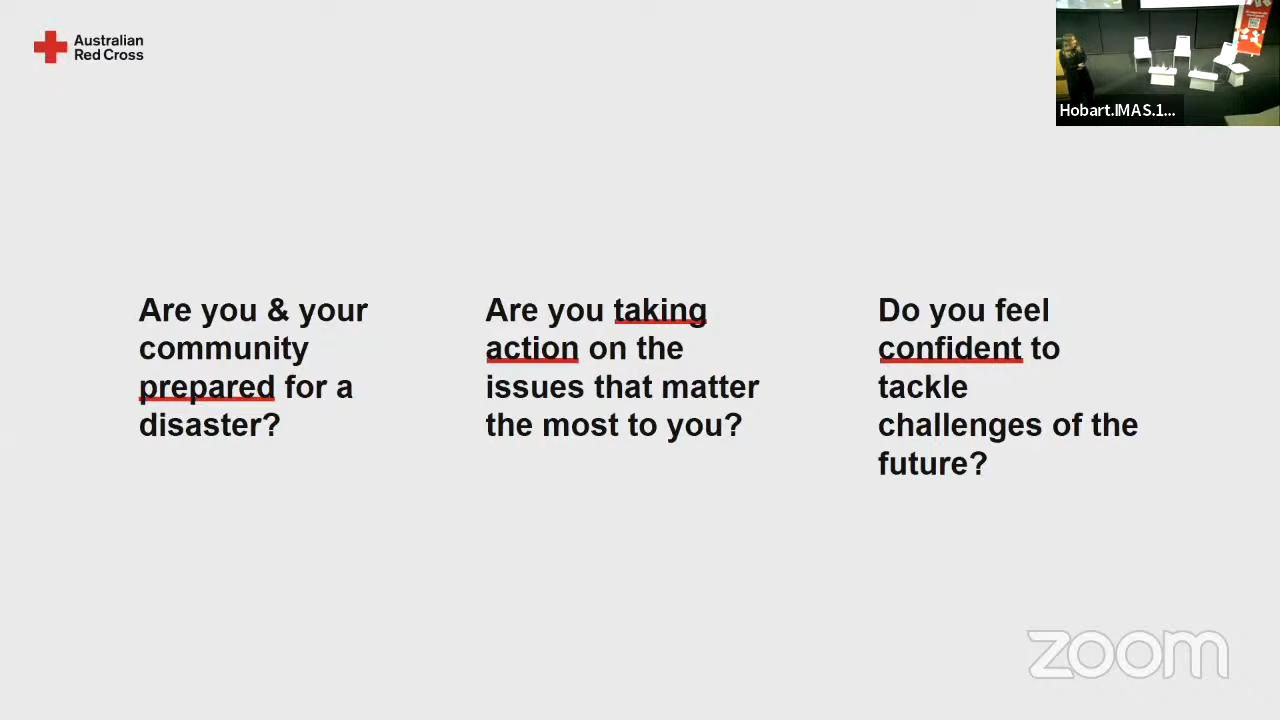 Australian
Red Cross
Hobart.IMAS.1...
Are you & your
community
prepared for a
disaster?
Are you taking
action on the
issues that matter
the most to you?
Do you feel
confident to
tackle
challenges of the
future?
zoom